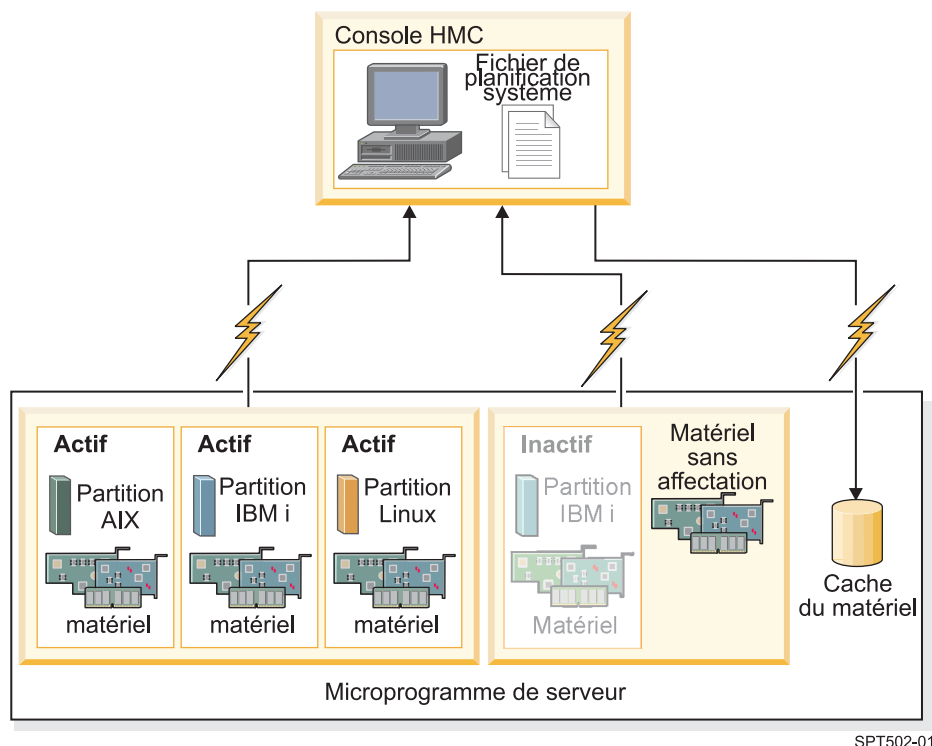 Console HMC
Fichier de
planification
système
Actif
Partition
AIX
matériel
Actif
Partition
IBM i
matériel
Actif
Partition
Linux
matériel
Inactif
Partition
IBM i
Matériel
Matériel
sans
affectation
Cache
du matériel
Microprogramme de serveur
SPT502-01